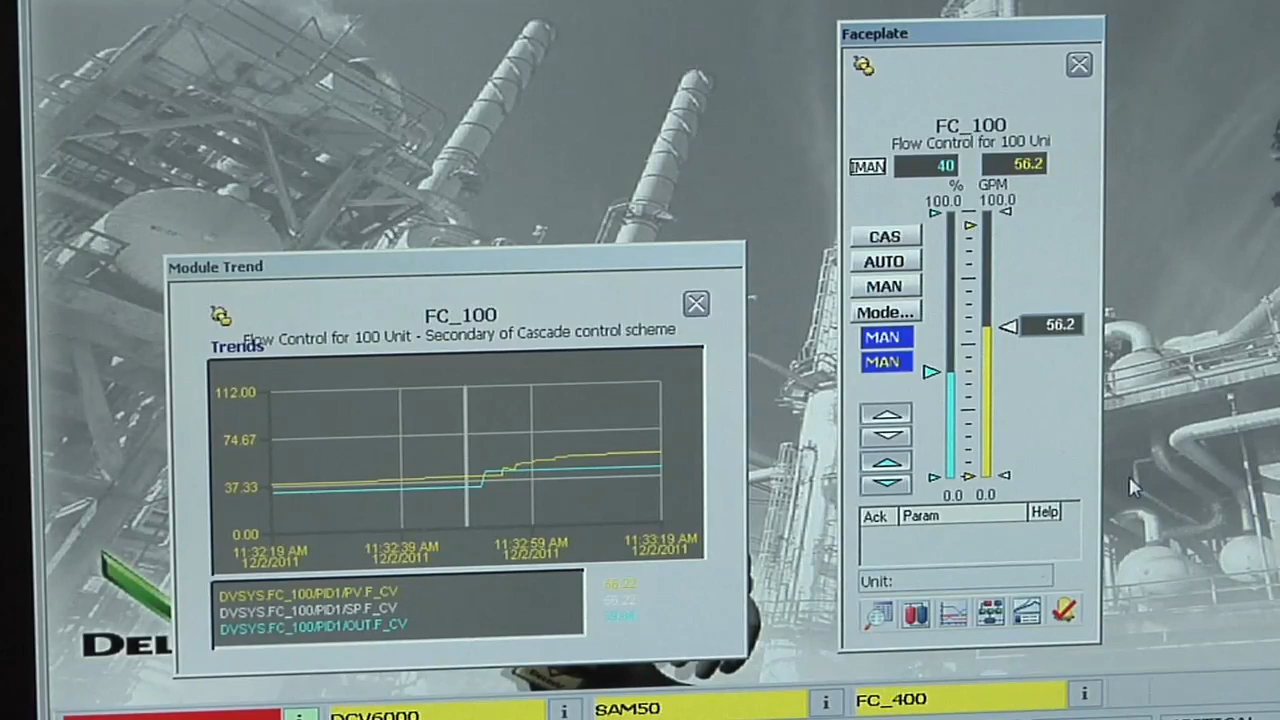 Faceplate
FC_100
Flow Control for 100 Uni
IMAN 40 56.2
% GPM
100.0 100.0
CAS
AUTO
MAN
Mode...
MAN
MAN
56.2
0.0 0.0
Ack Param Help
Unit:
Module Trend
FC_100
Flow Control for 100 Unit - Secondary of Cascade control scheme
Trends
112.00
74.67
37.33
0.00
11:32:19 AM 11:32:39 AM 11:32:59 AM 11:33:19 AM
12/2/2011 12/2/2011 12/2/2011 12/2/2011
DVSYS.FC_100/PID1/PV.F_CV 56.22
DVSYS.FC_100/PID1/SP.F_CV 56.22
DVSYS.FC_100/PID1/OUT.F_CV
DEL
DCV6000 i SAM50 i FC_400 i